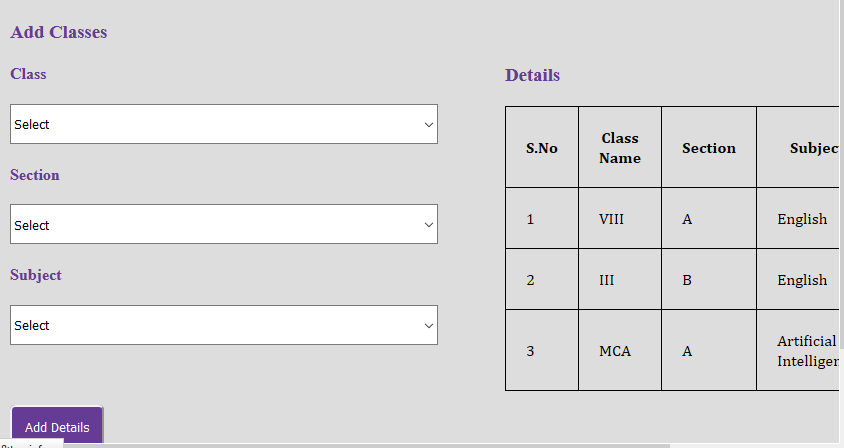 Add Classes
Class
Select
Section
Select
Subject
Select
Add Details
Details
S.No Class Name Section Subjec
1 VIII A English
2 III B English
3 MCA A Artificial Intelliger